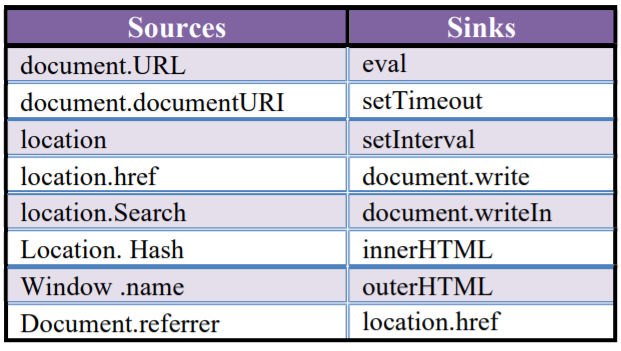 Sources Sinks
document.URL eval
document.documentURI setTimeout
location setInterval
location.href document.write
location.Search document.writeIn
Location. Hash innerHTML
Window .name outerHTML
Document.referrer location.href